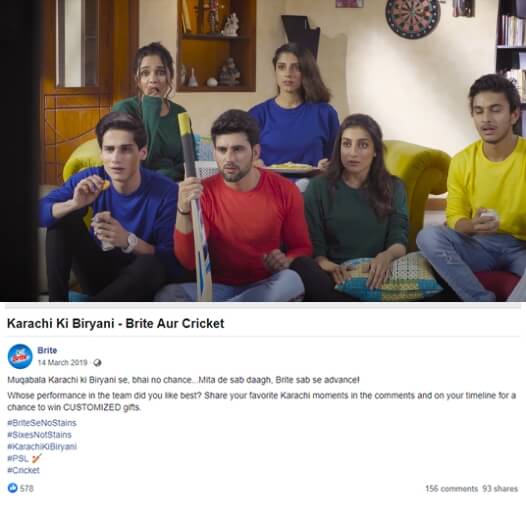 Karachi Ki Biryani - Brite Aur Cricket
Brite
Brite
14 March 2019 ·
Muqabala Karachi ki Biryani se, bhai no chance...Mita de sab daagh, Brite sab se advance!
Whose performance in the team did you like best? Share your favorite Karachi moments in the comments and on your timeline for a
chance to win CUSTOMIZED gifts.
#BriteSeNoStains
#SixesNotStains
#KarachiKiBiryani
#PSL 🏏
#Cricket
578
156 comments 93 shares